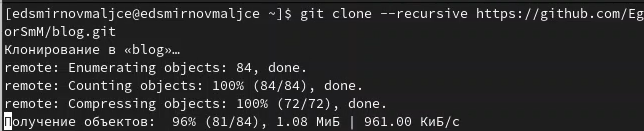 [edsmirnovmaljce@edsmirnovmaljce ~]$ git clone --recursive https://github.com/Eg
orSmM/blog.git
Клонирование в «blog»…
remote: Enumerating objects: 84, done.
remote: Counting objects: 100% (84/84), done.
remote: Compressing objects: 100% (72/72), done.
Получение объектов:  96% (81/84), 1.08 МиБ | 961.00 КиБ/с